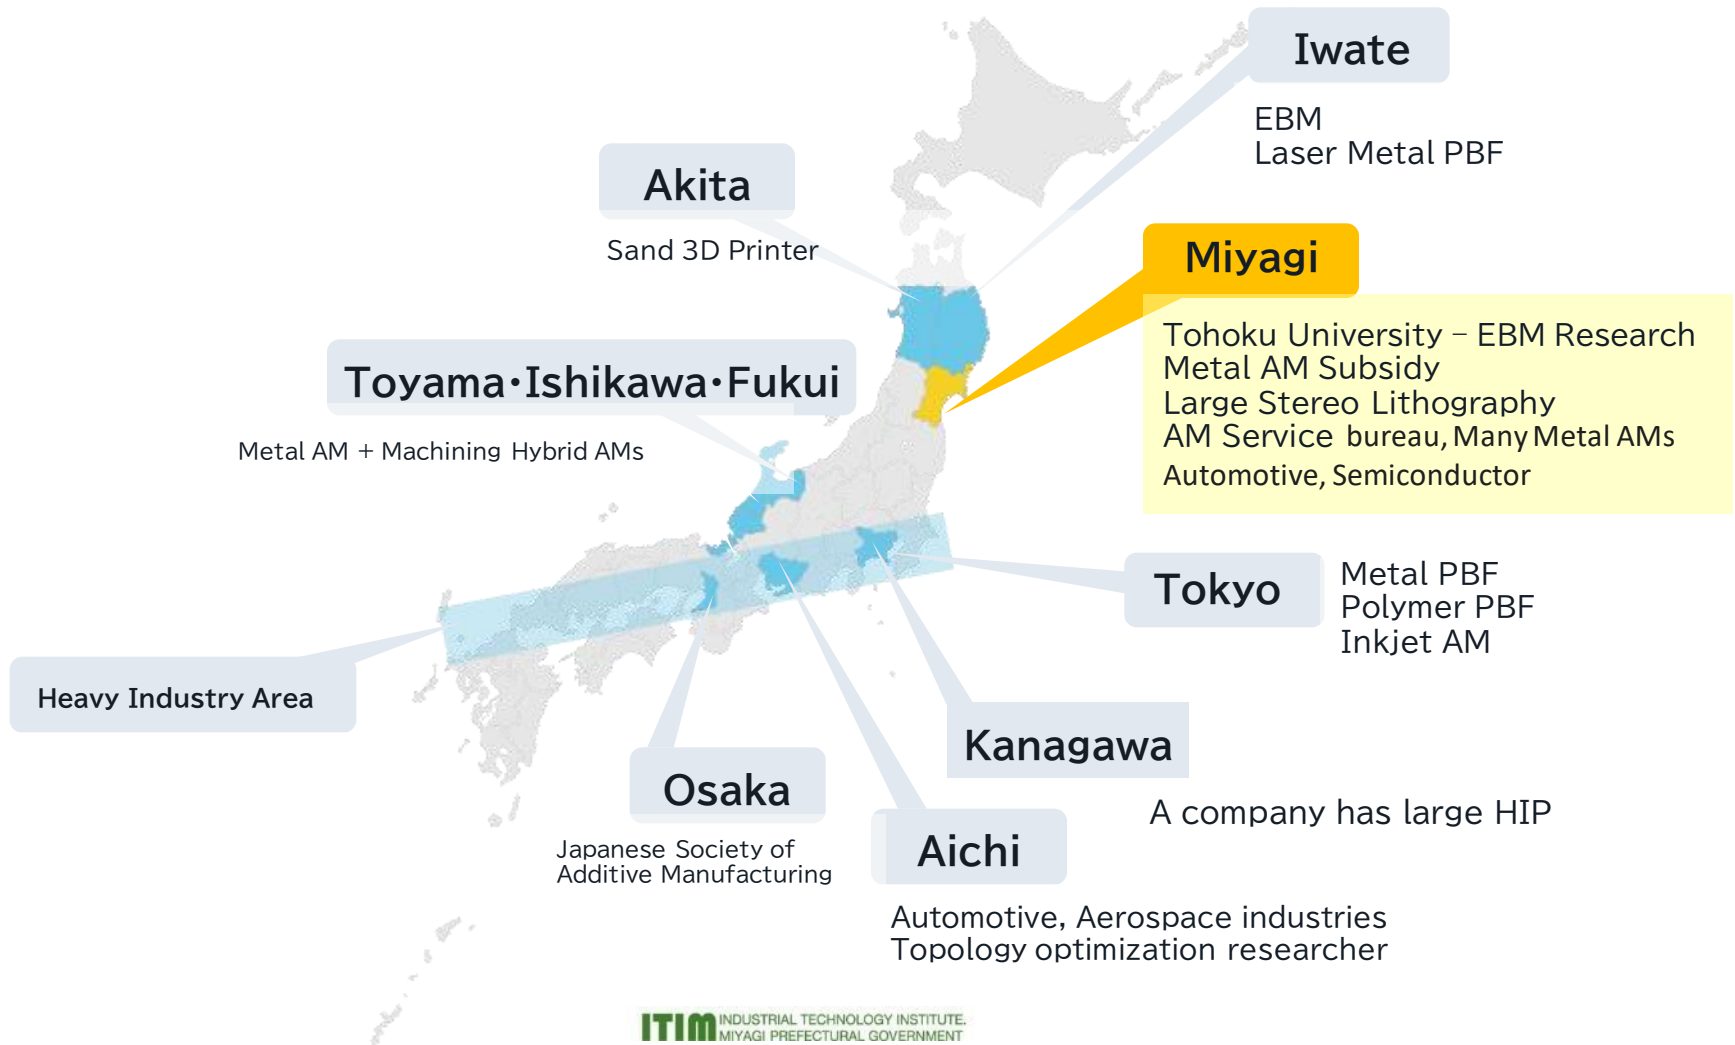 Iwate
EBM
Laser Metal PBF
Akita
Sand 3D Printer
Miyagi
Tohoku University – EBM Research
Metal AM Subsidy
Large Stereo Lithography
AM Service bureau, Many Metal AMs
Automotive, Semiconductor
Toyama・Ishikawa・Fukui
Metal AM + Machining Hybrid AMs
Tokyo
Metal PBF
Polymer PBF
Inkjet AM
Heavy Industry Area
Kanagawa
A company has large HIP
Osaka
Japanese Society of
Additive Manufacturing
Aichi
Automotive, Aerospace industries
Topology optimization researcher
ITIM INDUSTRIAL TECHNOLOGY INSTITUTE.
MIYAGI PREFECTURAL GOVERNMENT